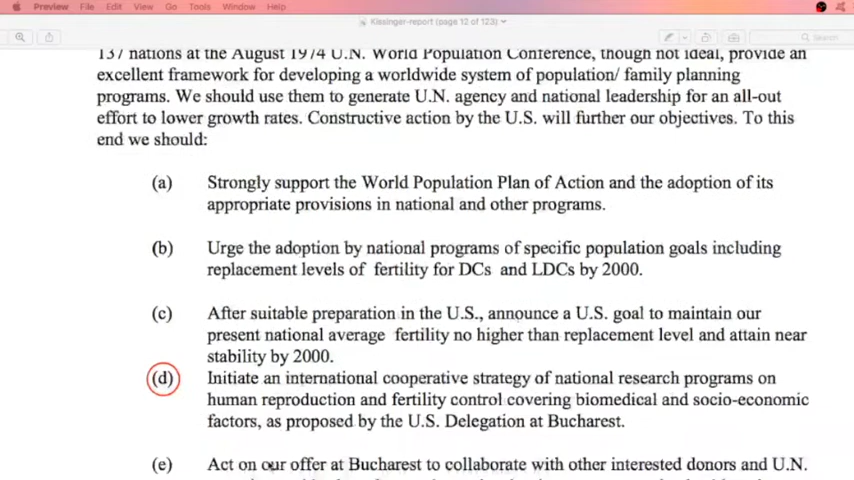 Preview File Edit View Go Tools Window Help
Kissinger-report (page 12 of 123)
Search
137 nations at the August 1974 U.N. World Population Conference, though not ideal, provide an
excellent framework for developing a worldwide system of population/ family planning
programs. We should use them to generate U.N. agency and national leadership for an all-out
effort to lower growth rates. Constructive action by the U.S. will further our objectives. To this
end we should:
(a) Strongly support the World Population Plan of Action and the adoption of its
appropriate provisions in national and other programs.
(b) Urge the adoption by national programs of specific population goals including
replacement levels of fertility for DCs and LDCs by 2000.
(c) After suitable preparation in the U.S., announce a U.S. goal to maintain our
present national average fertility no higher than replacement level and attain near
stability by 2000.
(d) Initiate an international cooperative strategy of national research programs on
human reproduction and fertility control covering biomedical and socio-economic
factors, as proposed by the U.S. Delegation at Bucharest.
(e) Act on our offer at Bucharest to collaborate with other interested donors and U.N.